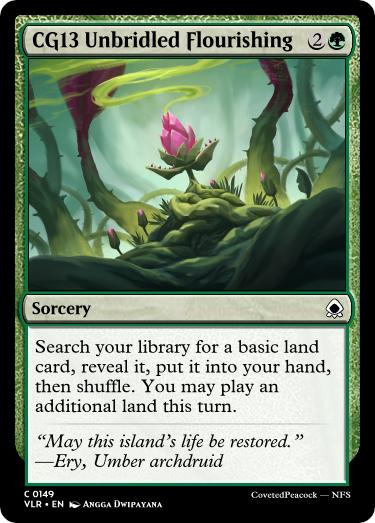 CG13 Unbridled Flourishing 2
Sorcery
Search your library for a basic land
card, reveal it, put it into your hand,
then shuffle. You may play an
additional land this turn.
“May this island’s life be restored.”
—Ery, Umber archdruid
C 0149
VLR • EN Angga Dwipayana
CovetedPeacock — NFS